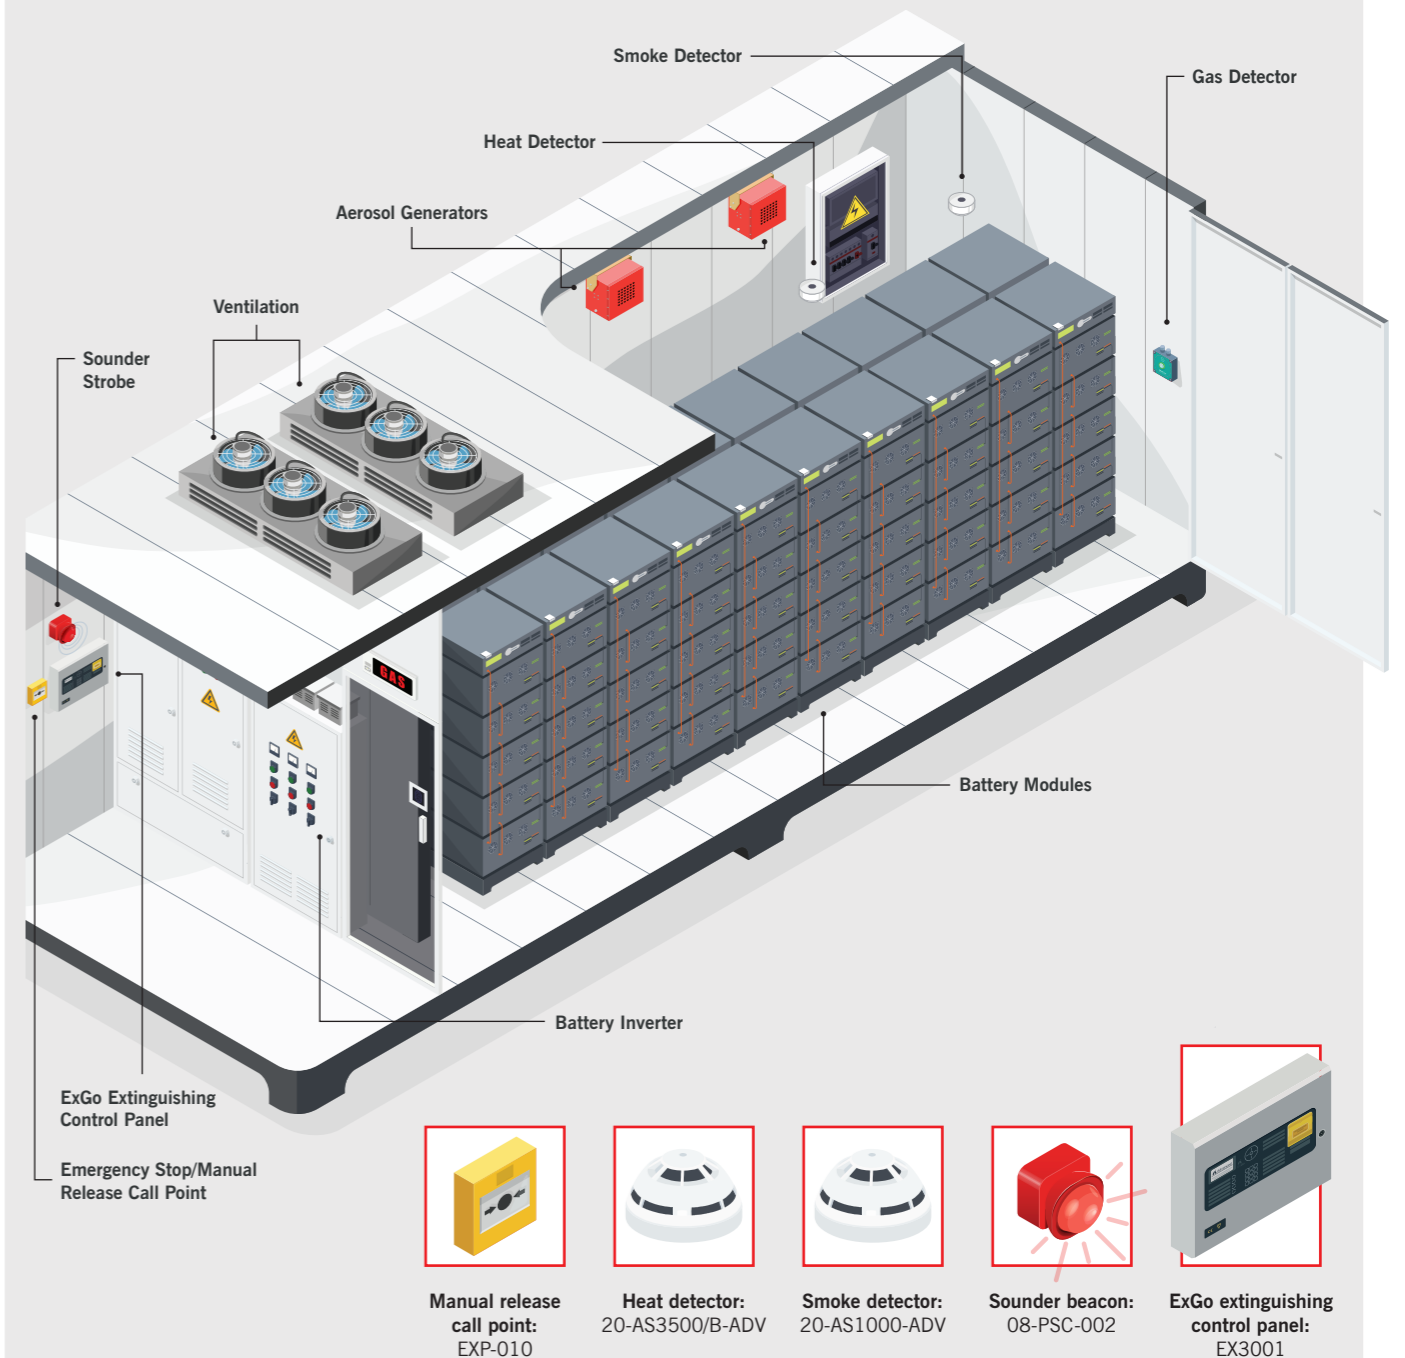 Smoke Detector
Gas Detector
Heat Detector
Aerosol Generators
Ventilation
Sounder
Strobe
GAS
Battery Modules
Battery Inverter
ExGo Extinguishing
Control Panel
Emergency Stop/Manual
Release Call Point
Manual release
call point:
EXP-010
Heat detector:
20-AS3500/B-ADV
Smoke detector:
20-AS1000-ADV
Sounder beacon:
08-PSC-002
ExGo extinguishing
control panel:
EX3001